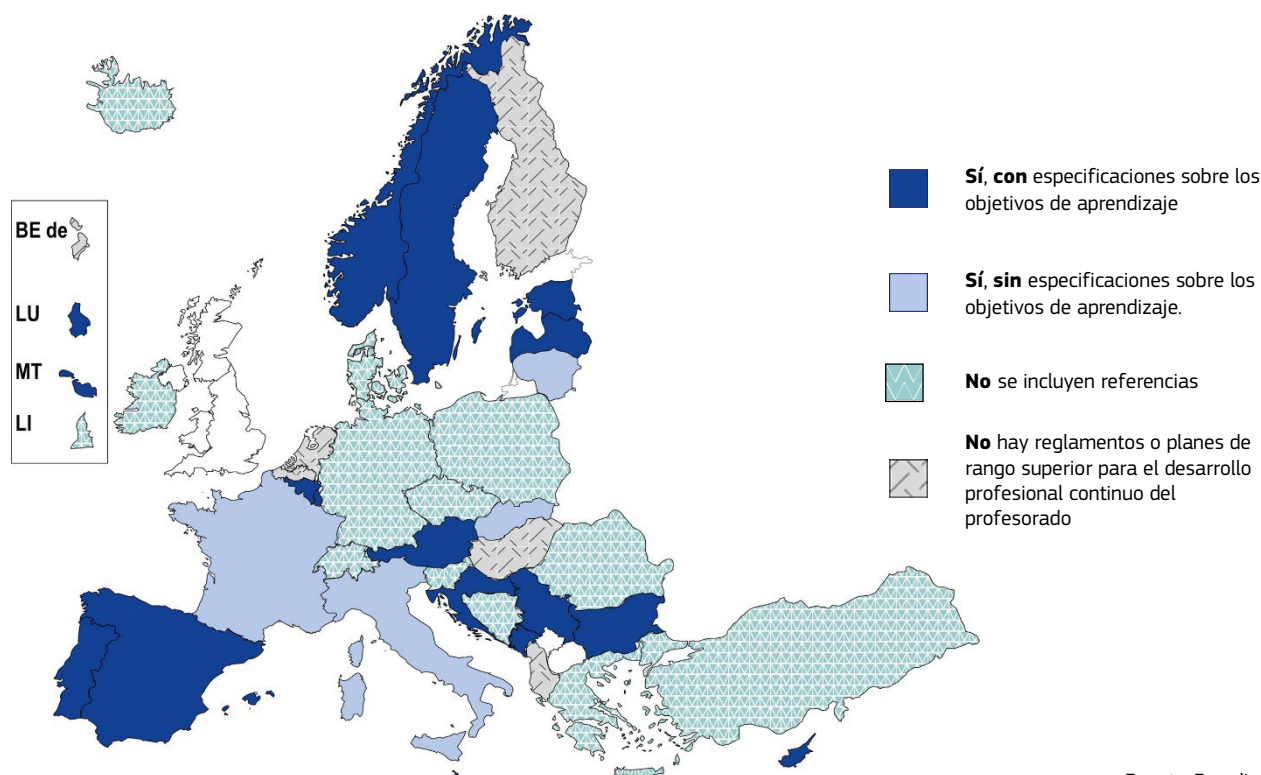 BE de
LU
MT
LI
Sí, con especificaciones sobre los
objetivos de aprendizaje
Sí, sin especificaciones sobre los
objetivos de aprendizaje.
No se incluyen referencias
No hay reglamentos o planes de
rango superior para el desarrollo
profesional continuo del
profesorado